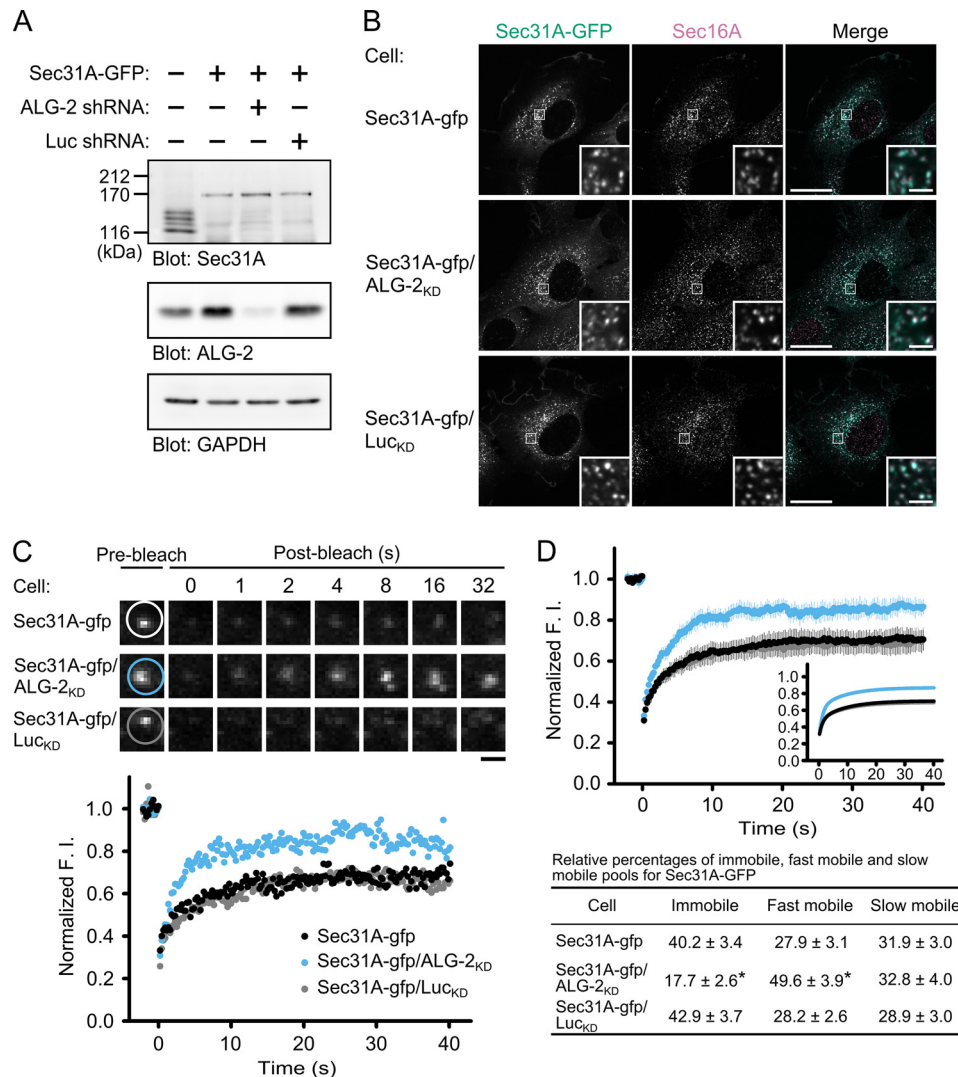 A
Sec31A-GFP: − + + +
ALG-2 shRNA: − − + −
Luc shRNA: − − − +
212
170
116
(kDa)
Blot: Sec31A
Blot: ALG-2
Blot: GAPDH
B
Sec31A-GFP Sec16A Merge
Cell:
Sec31A-gfp
Sec31A-gfp/
ALG-2KD
Sec31A-gfp/
LucKD
C
Pre-bleach Post-bleach (s)
Cell: 0 1 2 4 8 16 32
Sec31A-gfp
Sec31A-gfp/
ALG-2KD
Sec31A-gfp/
LucKD
Normalized F. I.
1.0
0.8
0.6
0.4
0.2
0.0
Sec31A-gfp
Sec31A-gfp/ALG-2KD
Sec31A-gfp/LucKD
0 10 20 30 40
Time (s)
D
Normalized F. I.
1.0
0.8
0.6
0.4
0.2
0.0
1.0
0.8
0.6
0.4
0.2
0.0
0 10 20 30 40
0 10 20 30 40
Time (s)
Relative percentages of immobile, fast mobile and slow
mobile pools for Sec31A-GFP
Cell Immobile Fast mobile Slow mobile
Sec31A-gfp 40.2 ± 3.4 27.9 ± 3.1 31.9 ± 3.0
Sec31A-gfp/
ALG-2KD 17.7 ± 2.6* 49.6 ± 3.9* 32.8 ± 4.0
Sec31A-gfp/
LucKD 42.9 ± 3.7 28.2 ± 2.6 28.9 ± 3.0